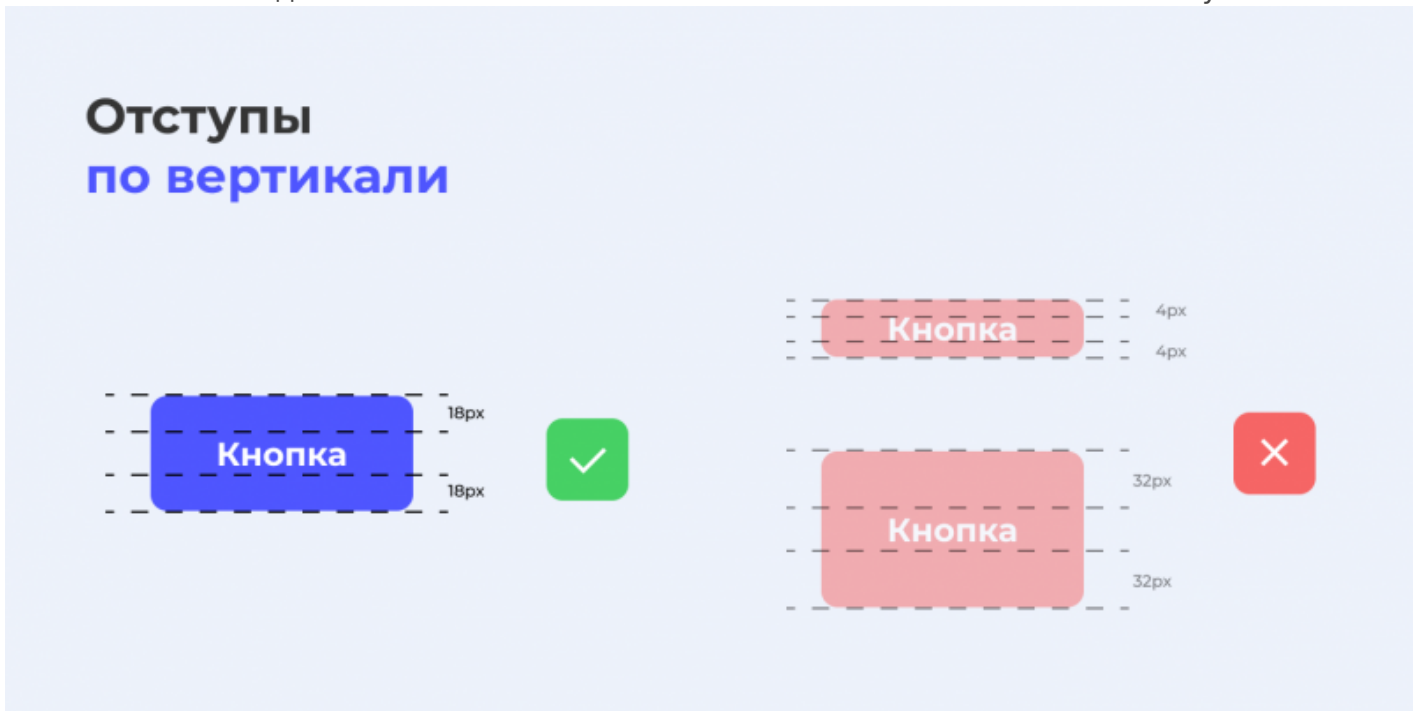 Отступы
по вертикали
4px
Кнопка
4px
18px
Кнопка
18px
32px
Кнопка
32px